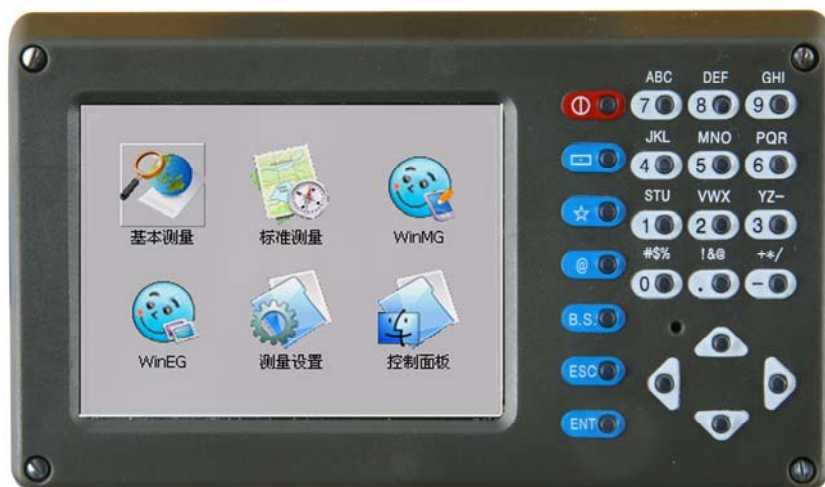 基本测量
标准测量
WinMG
WinEG
测量设置
控制面板
ABC
DEF
GHI
7
8
9
JKL
MNO
PQR
4
5
6
STU
VWX
YZ-
1
2
3
#$%
!&@
+*/
0
.
-
@
B.S.
ESC
ENT